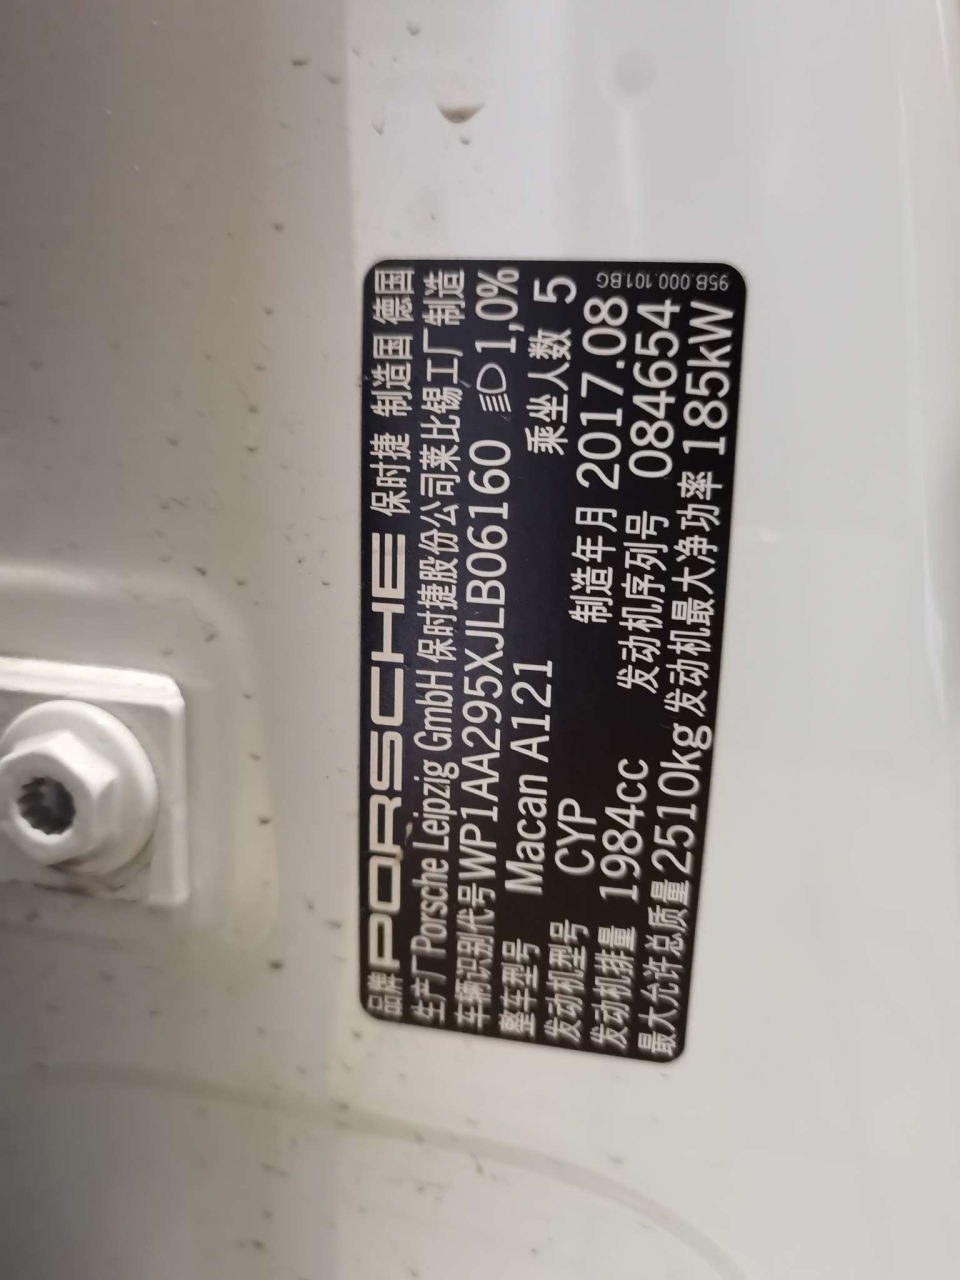 品牌 PORSCHE 保时捷 制造国 德国
生产厂 Porsche Leipzig GmbH 保时捷股份公司莱比锡工厂制造
车辆识别代号 WP1AA295XJLB06160 1,0%
整车型号 Macan A121 乘坐人数 5
发动机型号 CYP 制造年月 2017.08
发动机排量 1984cc 发动机序列号 084654
最大允许总质量 2510kg 发动机最大净功率 185kW
95B.000.101.BG